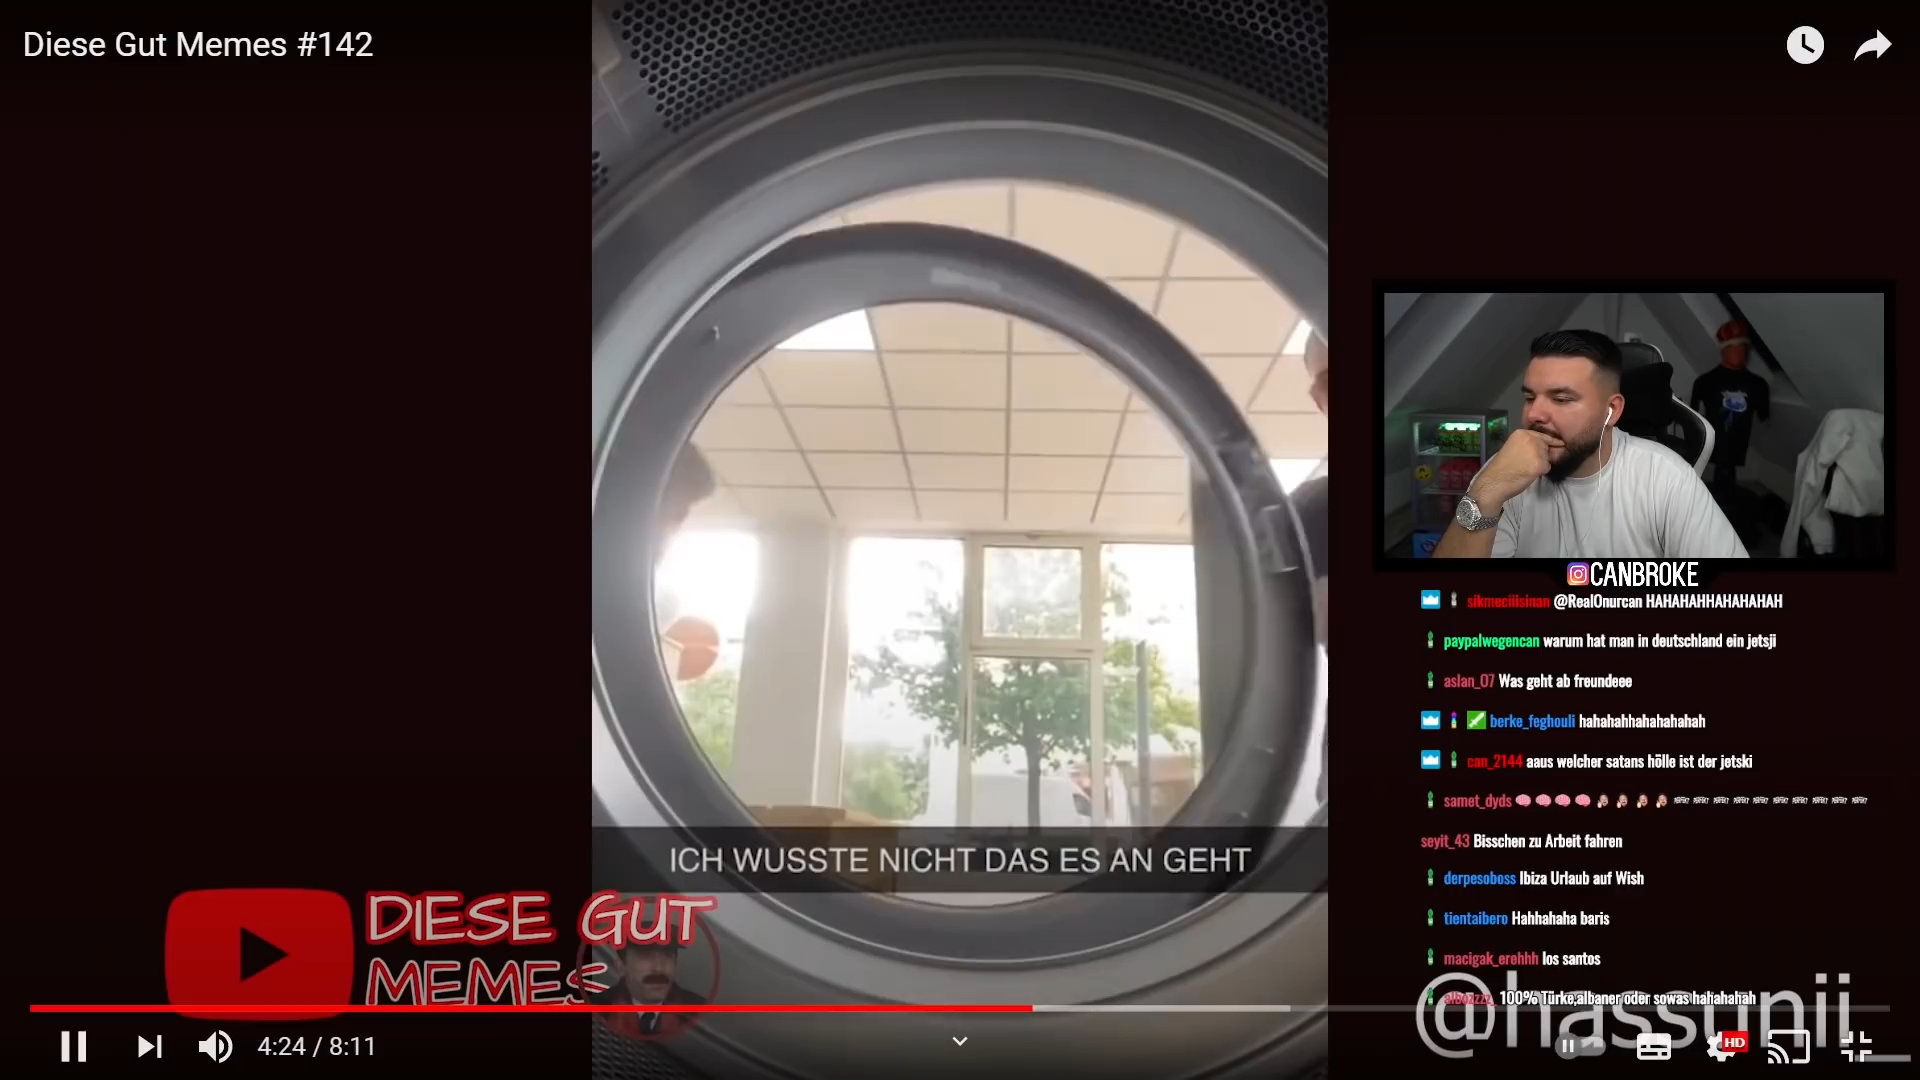 Diese Gut Memes #142
ICH WUSSTE NICHT DAS ES AN GEHT
DIESE GUT
MEMES
4:24 / 8:11
HD
CANBROKE
sikmeciiisinan @RealOnurcan HAHAHAHHAHAHAHAH
paypalwegencan warum hat man in deutschland ein jetsji
aslan_07 Was geht ab freundeee
berke_feghouli hahahahhahahahahah
can_2144 aaus welcher satans hölle ist der jetski
samet_dyds
seyit_43 Bisschen zu Arbeit fahren
derpesoboss Ibiza Urlaub auf Wish
tientaibero Hahhahaha baris
macigak_erehhh los santos
100% Türke,albaner oder sowas hahahahah
@hassunii_